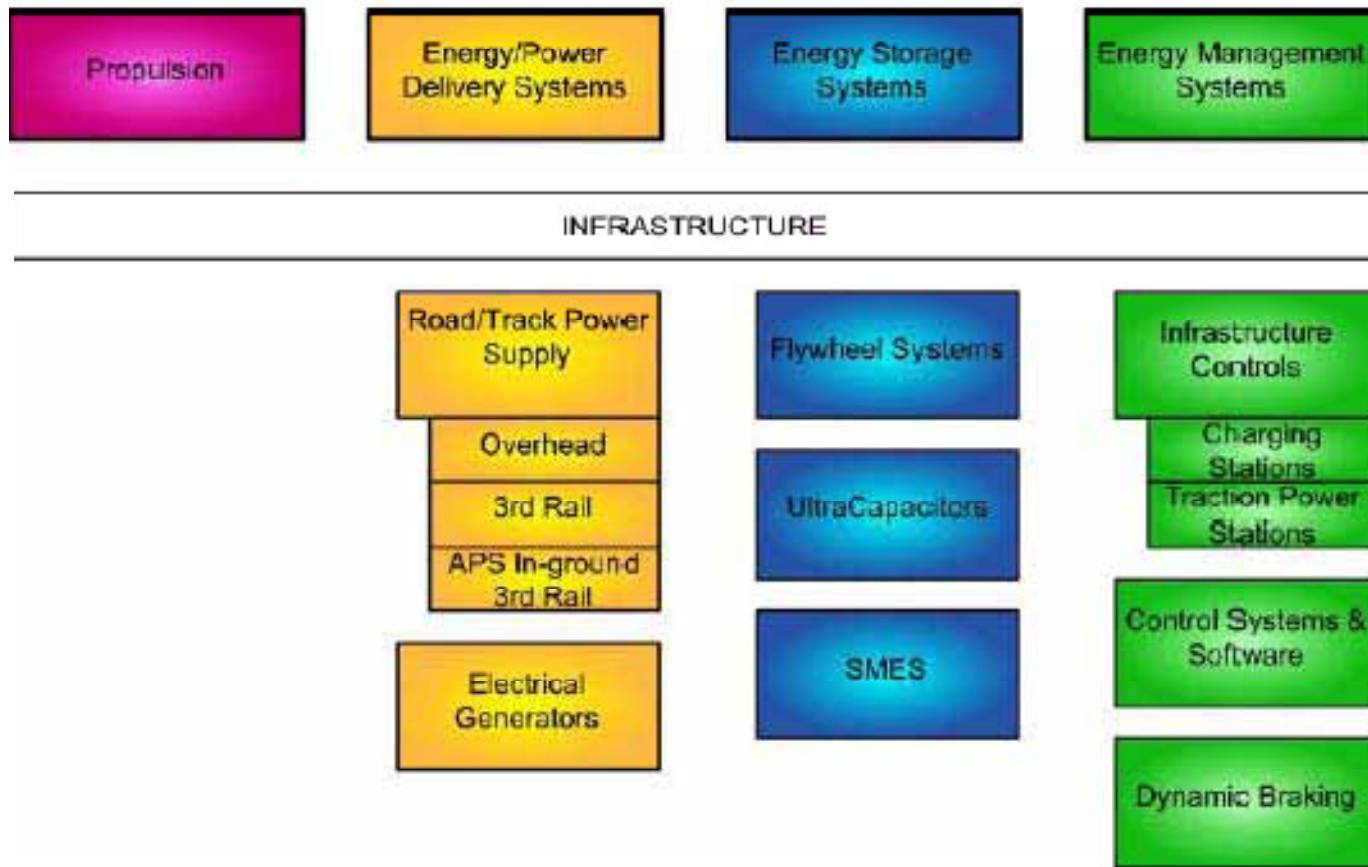 Propulsion
Energy/Power
Delivery Systems
Energy Storage
Systems
Energy Management
Systems
INFRASTRUCTURE
Road/Track Power
Supply
Overhead
3rd Rail
APS In-ground
3rd Rail
Electrical
Generators
Flywheel Systems
UltraCapacitors
SMES
Infrastructure
Controls
Charging
Stations
Traction Power
Stations
Control Systems &
Software
Dynamic Braking